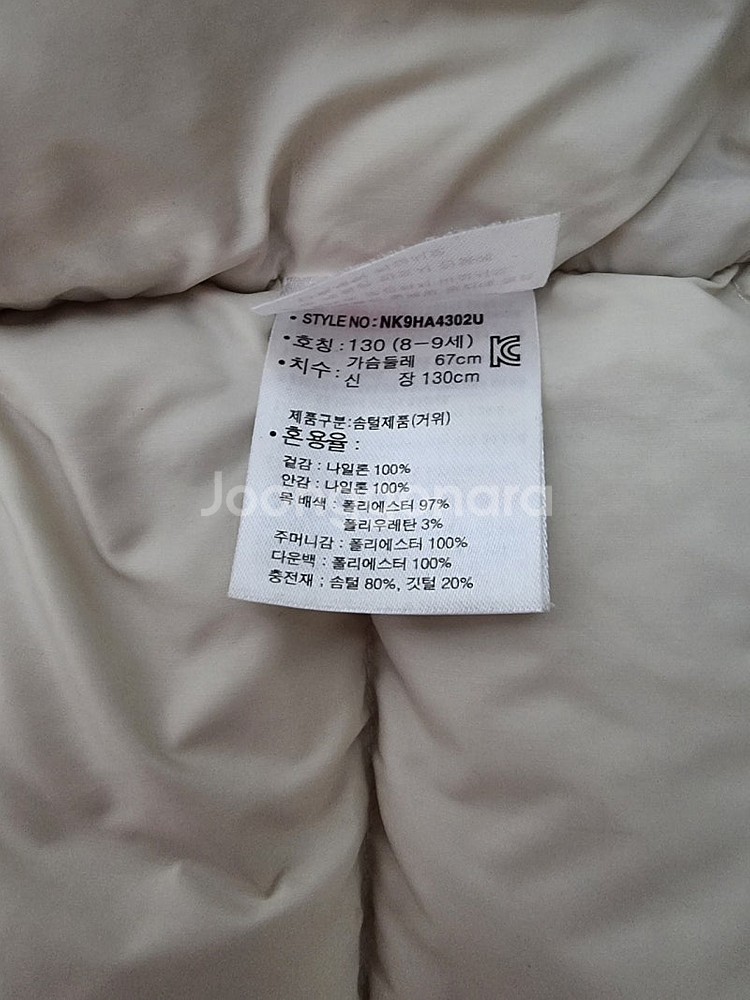 • STYLE NO : NK9HA4302U
• 호칭 : 130 (8-9세)
• 치수 : 가슴둘레 67cm
신 장 130cm
제품구분:솜털제품(거위)
• 혼용율 :
겉감 : 나일론 100%
안감 : 나일론 100%
목 배색 : 폴리에스터 97%
폴리우레탄 3%
주머니감 : 폴리에스터 100%
다운백 : 폴리에스터 100%
충전재 : 솜털 80%, 깃털 20%
Joonggonara